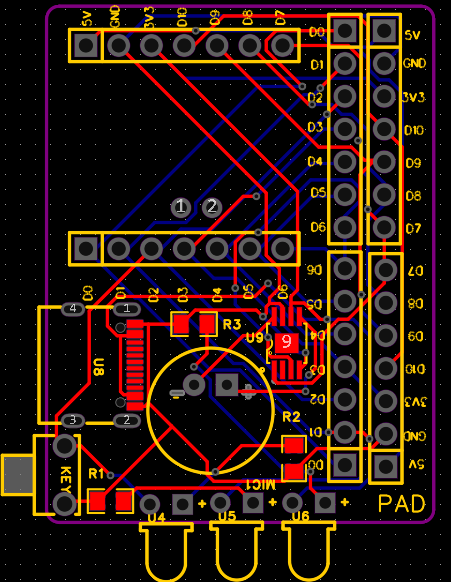 5V GND 3V3 D10 D9 D8 D7
D0 5V
D1 GND
D2 3V3
D3 D10
D4 D9
D5 D8
D6 D7
1 2
D0 D1 D2 D3 D4 D5 D6
D6 D7
D5 D8
D4 D9
D3 D10
D2 3V3
D1 GND
D0 5V
4 1
R3
U9
9
U8
3 2
-
R2
KEY
R1
MIC1
U4 + U5 + U6 +
PAD